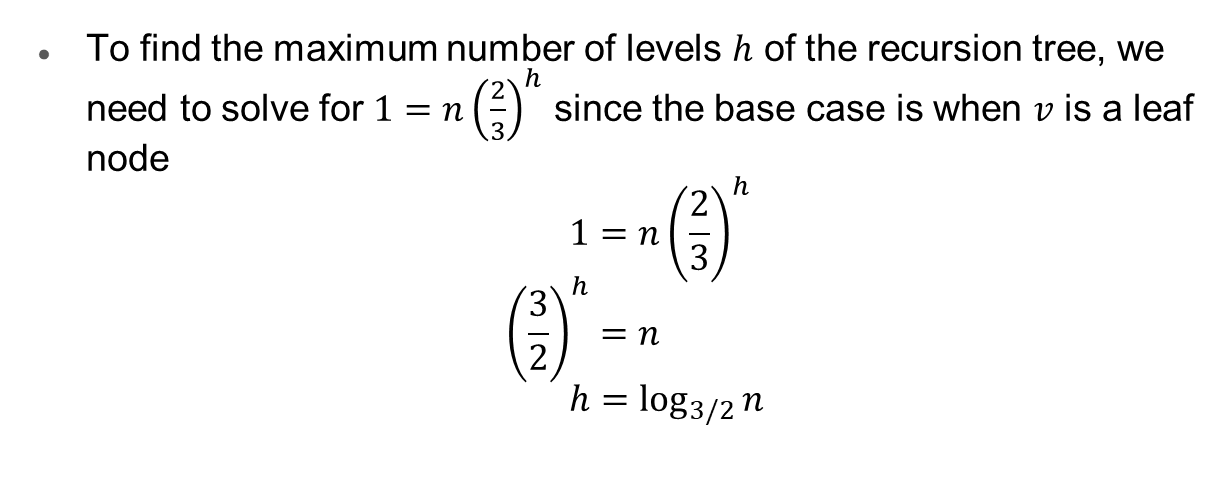 • To find the maximum number of levels ℎ of the recursion tree, we
need to solve for 1 = 𝑛 (2/3)^ℎ since the base case is when 𝑣 is a leaf
node
1 = 𝑛 (2/3)^ℎ
(3/2)^ℎ = 𝑛
ℎ = log_{3/2} 𝑛